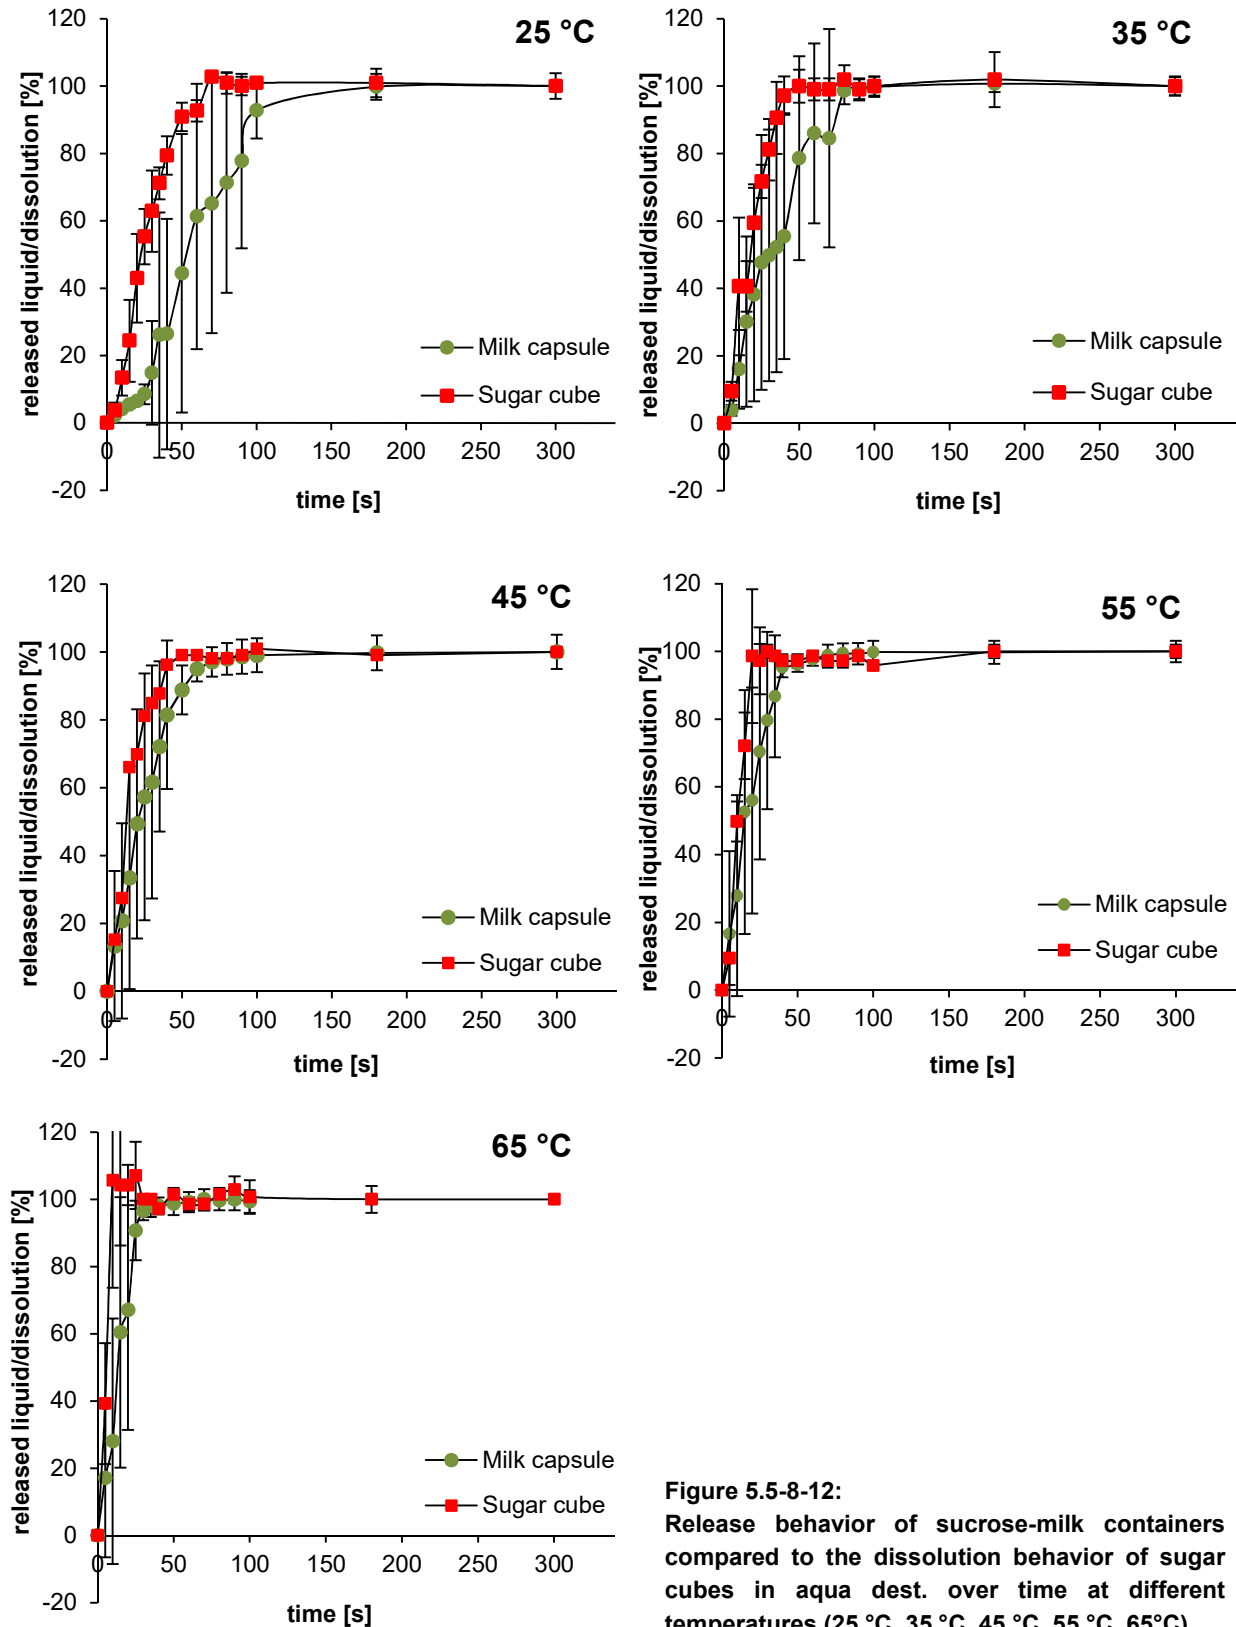 25 °C
released liquid/dissolution [%]
120
100
80
60
40
20
0
-20
0
50
100
150
200
250
300
time [s]
Milk capsule
Sugar cube
35 °C
released liquid/dissolution [%]
120
100
80
60
40
20
0
-20
0
50
100
150
200
250
300
time [s]
Milk capsule
Sugar cube
45 °C
released liquid/dissolution [%]
120
100
80
60
40
20
0
-20
0
50
100
150
200
250
300
time [s]
Milk capsule
Sugar cube
55 °C
released liquid/dissolution [%]
120
100
80
60
40
20
0
-20
0
50
100
150
200
250
300
time [s]
Milk capsule
Sugar cube
65 °C
released liquid/dissolution [%]
120
100
80
60
40
20
0
-20
0
50
100
150
200
250
300
time [s]
Milk capsule
Sugar cube
Figure 5.5-8-12:
Release behavior of sucrose-milk containers
compared to the dissolution behavior of sugar
cubes in aqua dest. over time at different
temperatures (25 °C, 35 °C, 45 °C, 55 °C, 65°C)